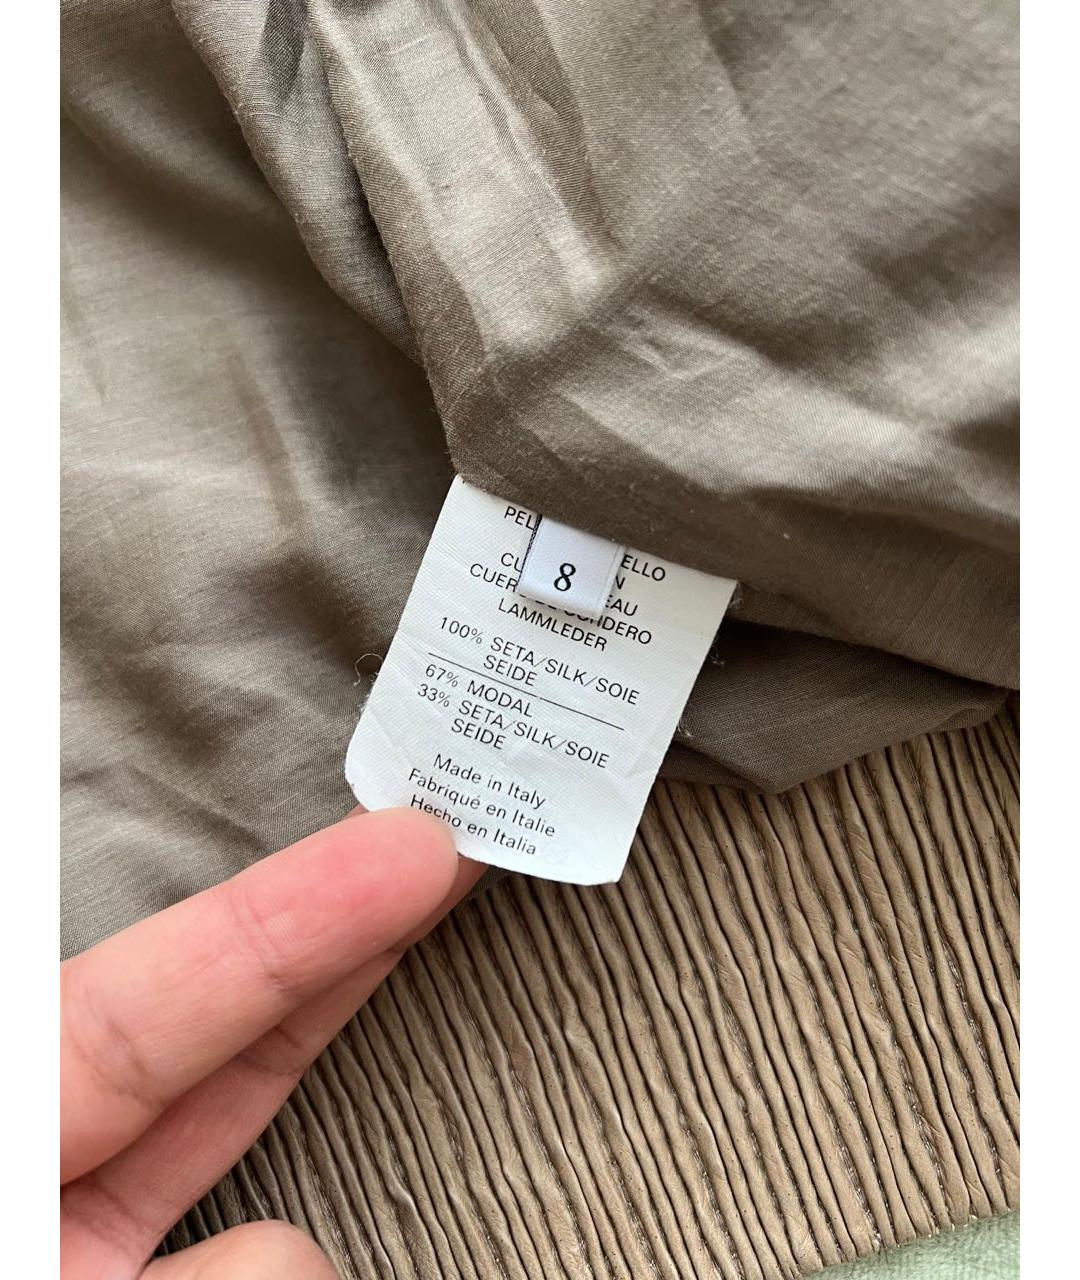 8
LAMMLEDER
100% SETA/SILK/SOIE
SEIDE
67% MODAL
33% SETA/SILK/SOIE
SEIDE
Made in Italy
Fabriqué en Italie
Hecho en Italia